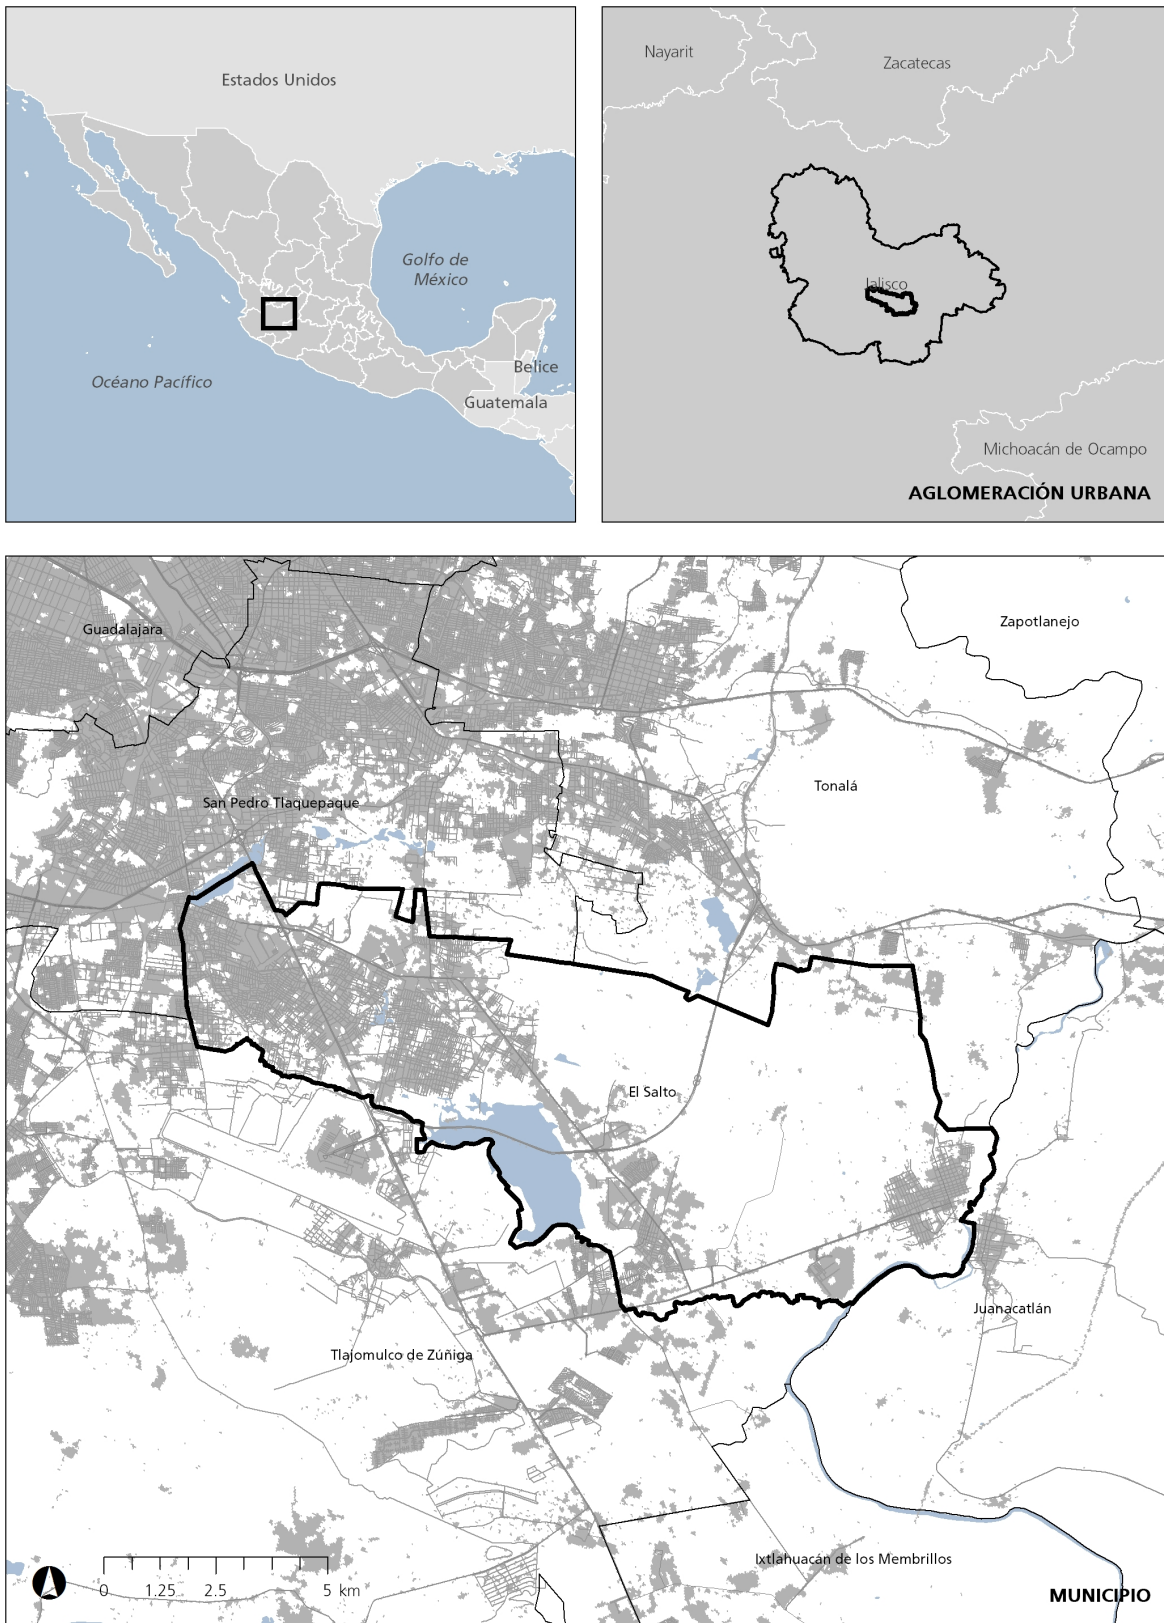 Estados Unidos
Golfo de
México
Océano Pacífico
Belice
Guatemala
Nayarit
Zacatecas
Jalisco
Michoacán de Ocampo
AGLOMERACIÓN URBANA
Guadalajara
Zapotlanejo
San Pedro Tlaquepaque
Tonalá
El Salto
Juanacatlán
Tlajomulco de Zúñiga
Ixtlahuacán de los Membrillos
0 1.25 2.5 5 km
MUNICIPIO